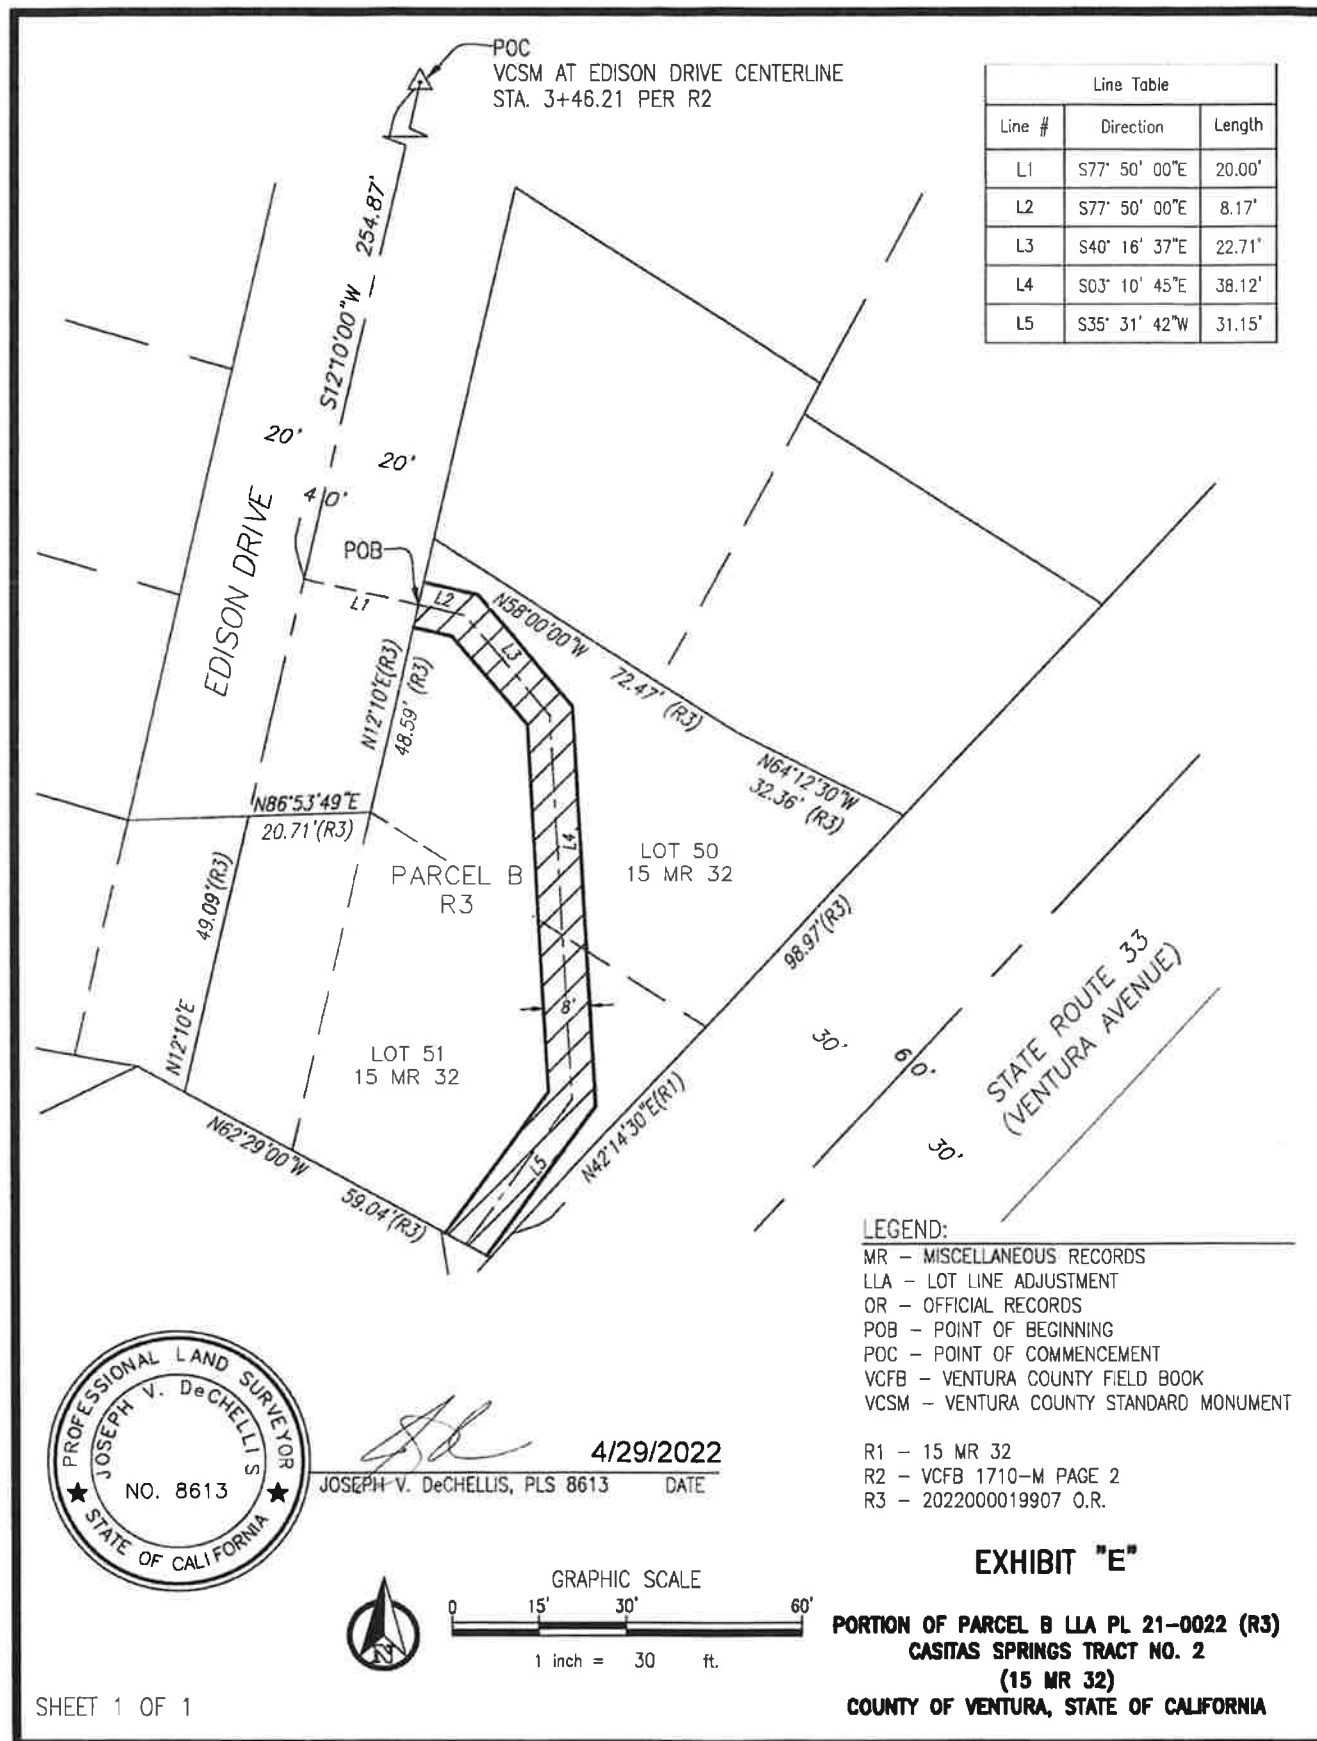 POC
VCSM AT EDISON DRIVE CENTERLINE
STA. 3+46.21 PER R2
Line Table
Line # Direction Length
L1 S77° 50' 00"E 20.00'
L2 S77° 50' 00"E 8.17'
L3 S40° 16' 37"E 22.71'
L4 S03° 10' 45"E 38.12'
L5 S35° 31' 42"W 31.15'
S12°10'00"W 254.87'
20'
20'
40'
EDISON DRIVE
POB
L1
L2
L3
N58°00'00"W
72.47' (R3)
N12°10'E(R3)
48.59' (R3)
N64°12'30"W
32.36' (R3)
N86°53'49"E
20.71'(R3)
L4
LOT 50
15 MR 32
PARCEL B
R3
49.09'(R3)
N12°10'E
98.97'(R3)
8'
LOT 51
15 MR 32
30'
60'
30'
STATE ROUTE 33
(VENTURA AVENUE)
N42°14'30"E(R1)
L5
N62°29'00"W
59.04'(R3)
LEGEND:
MR – MISCELLANEOUS RECORDS
LLA – LOT LINE ADJUSTMENT
OR – OFFICIAL RECORDS
POB – POINT OF BEGINNING
POC – POINT OF COMMENCEMENT
VCFB – VENTURA COUNTY FIELD BOOK
VCSM – VENTURA COUNTY STANDARD MONUMENT
R1 – 15 MR 32
R2 – VCFB 1710–M PAGE 2
R3 – 2022000019907 O.R.
PROFESSIONAL LAND SURVEYOR
JOSEPH V. DeCHELLIS
NO. 8613
STATE OF CALIFORNIA
4/29/2022
JOSEPH V. DeCHELLIS, PLS 8613 DATE
EXHIBIT "E"
GRAPHIC SCALE
0 15' 30' 60'
1 inch = 30 ft.
N
PORTION OF PARCEL B LLA PL 21–0022 (R3)
CASITAS SPRINGS TRACT NO. 2
(15 MR 32)
COUNTY OF VENTURA, STATE OF CALIFORNIA
SHEET 1 OF 1